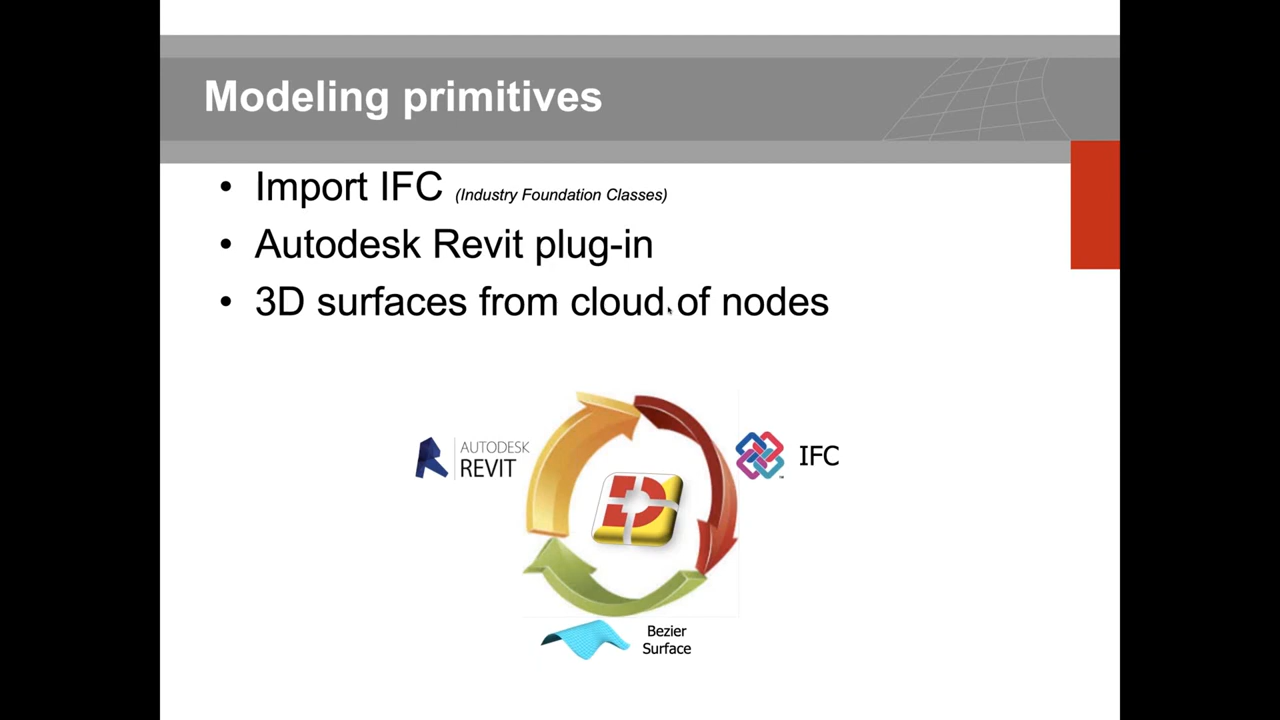 Modeling primitives
• Import IFC (Industry Foundation Classes)
• Autodesk Revit plug-in
• 3D surfaces from cloud of nodes
AUTODESK
REVIT
IFC
D
Bezier
Surface